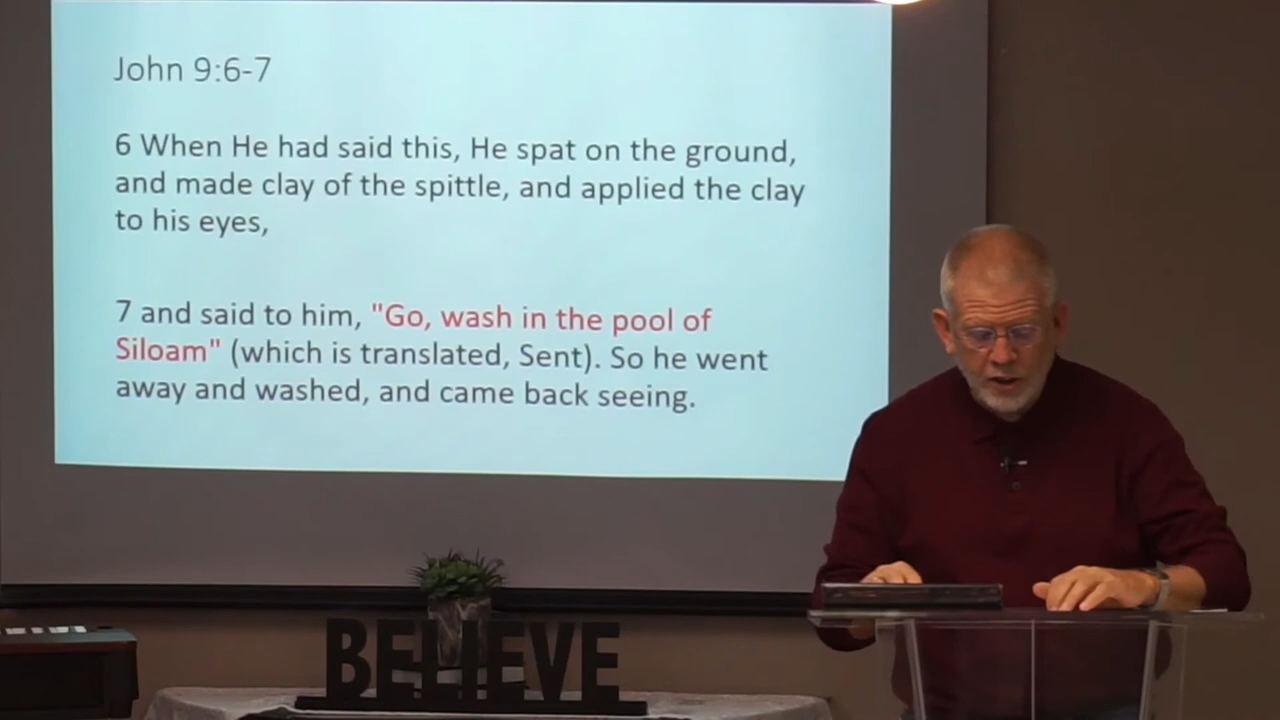 John 9:6-7
6 When He had said this, He spat on the ground,
and made clay of the spittle, and applied the clay
to his eyes,
7 and said to him, "Go, wash in the pool of
Siloam" (which is translated, Sent). So he went
away and washed, and came back seeing.
BELIEVE